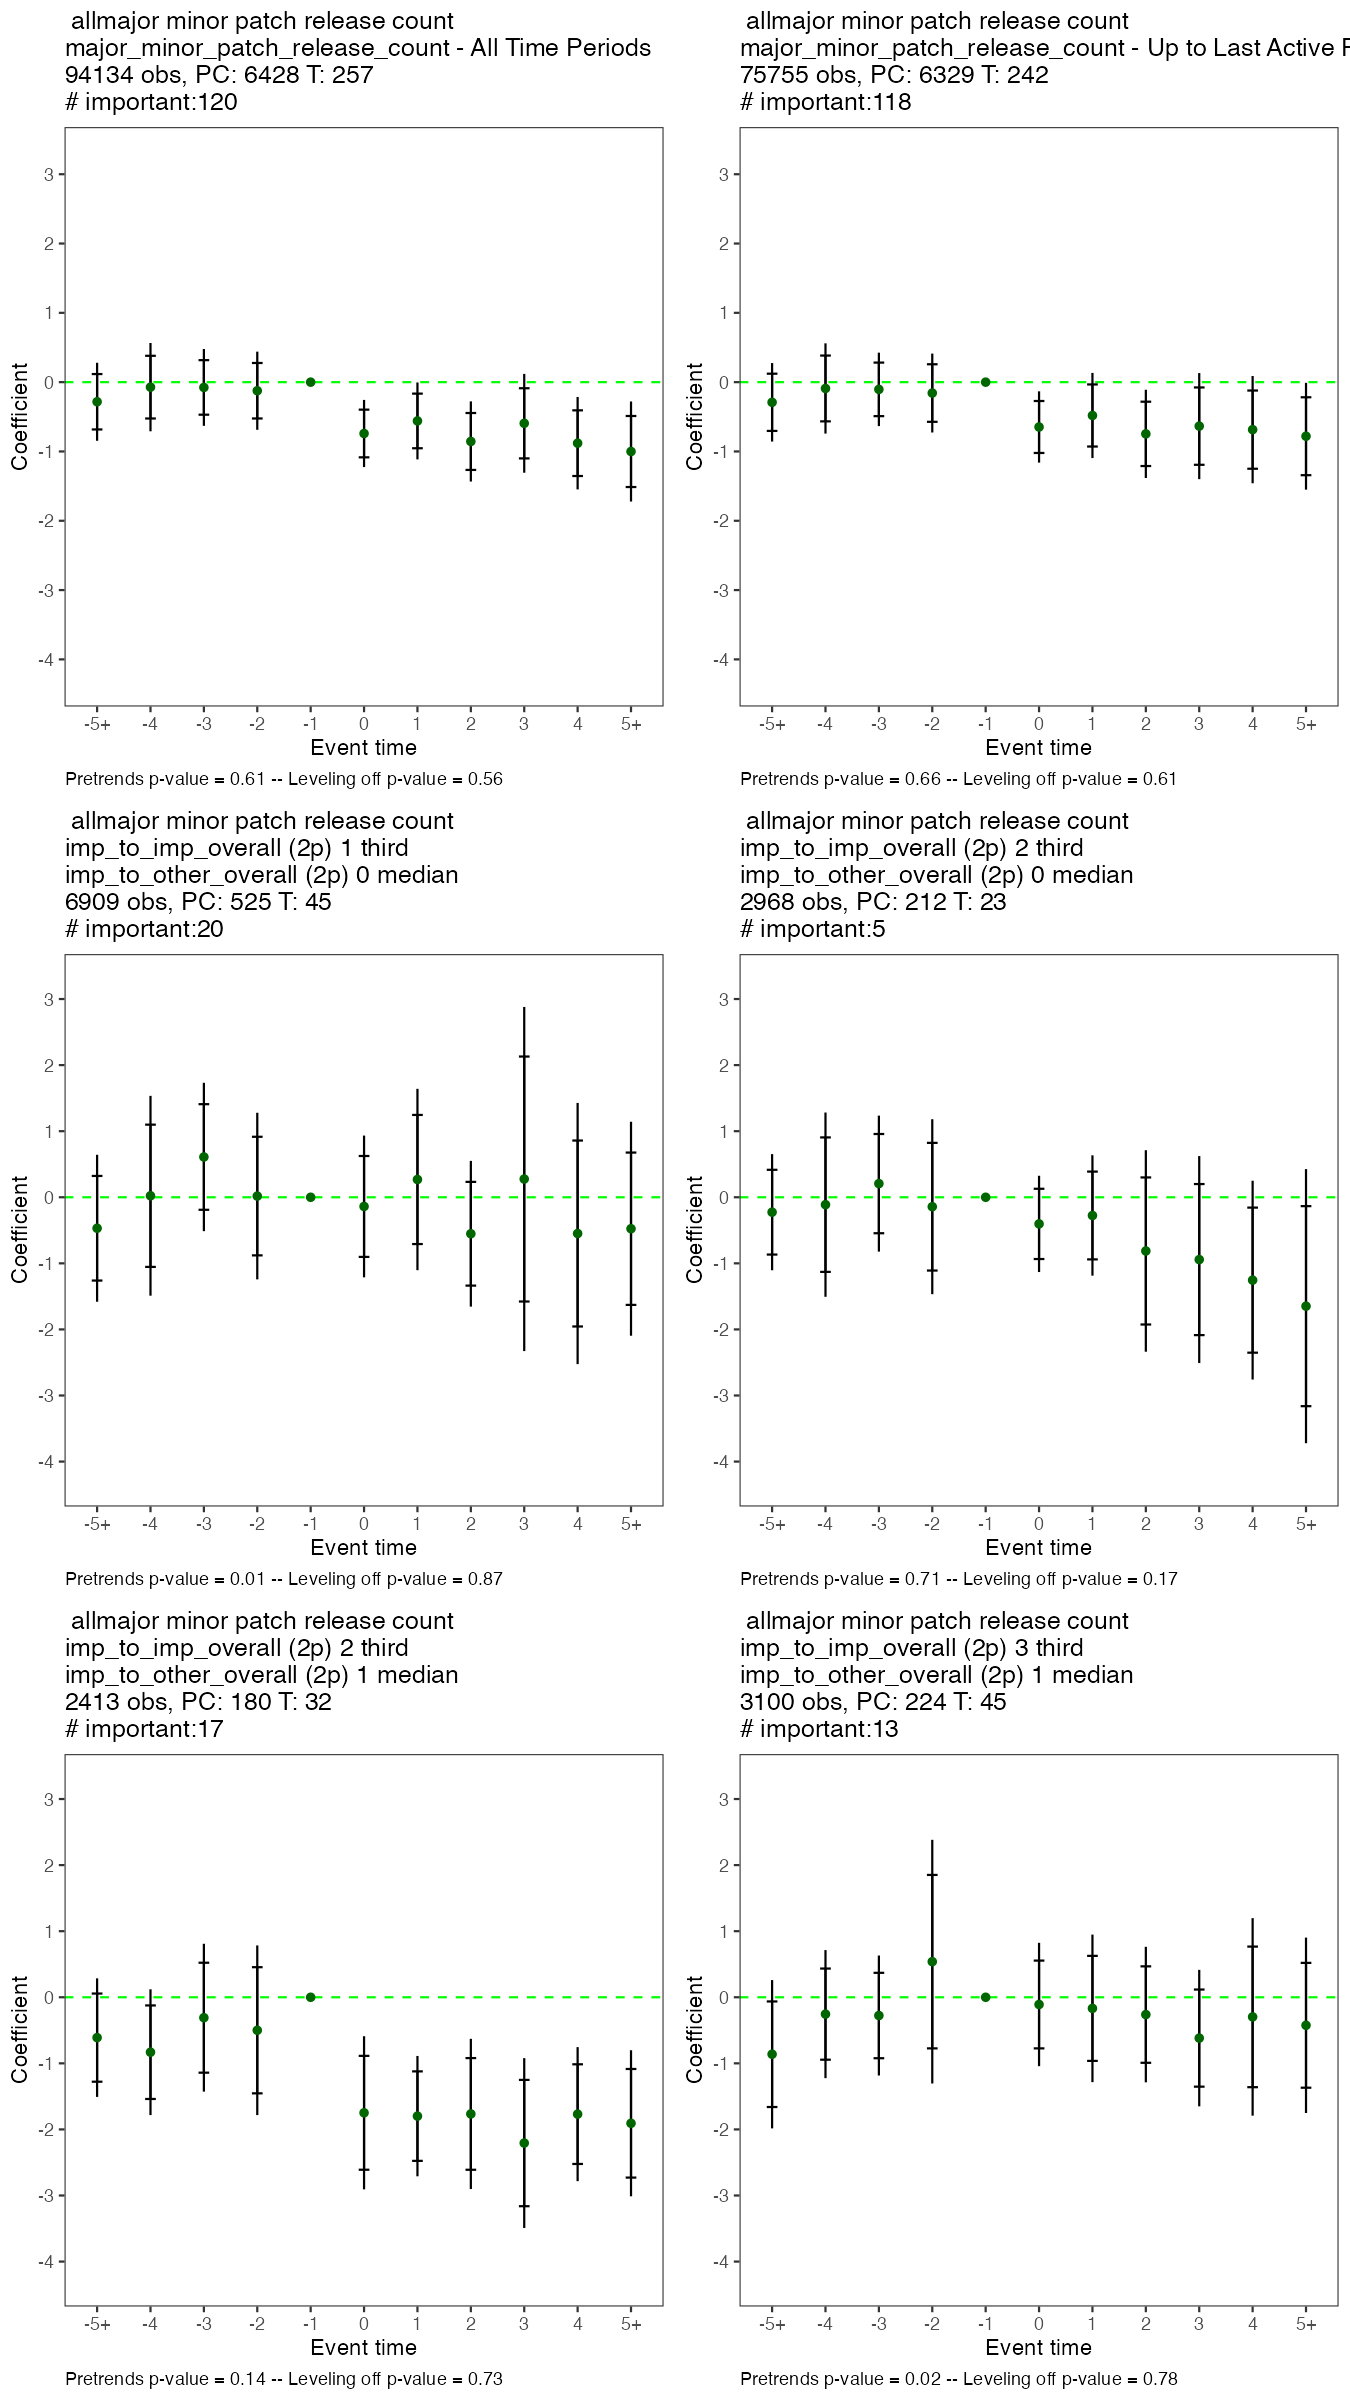 allmajor minor patch release count
major_minor_patch_release_count - All Time Periods
94134 obs, PC: 6428 T: 257
# important:120
3
2
1
0
-1
-2
-3
-4
Coefficient
-5+ -4 -3 -2 -1 0 1 2 3 4 5+
Event time
Pretrends p-value = 0.61 -- Leveling off p-value = 0.56
allmajor minor patch release count
major_minor_patch_release_count - Up to Last Active
75755 obs, PC: 6329 T: 242
# important:118
3
2
1
0
-1
-2
-3
-4
Coefficient
-5+ -4 -3 -2 -1 0 1 2 3 4 5+
Event time
Pretrends p-value = 0.66 -- Leveling off p-value = 0.61
allmajor minor patch release count
imp_to_imp_overall (2p) 1 third
imp_to_other_overall (2p) 0 median
6909 obs, PC: 525 T: 45
# important:20
3
2
1
0
-1
-2
-3
-4
Coefficient
-5+ -4 -3 -2 -1 0 1 2 3 4 5+
Event time
Pretrends p-value = 0.01 -- Leveling off p-value = 0.87
allmajor minor patch release count
imp_to_imp_overall (2p) 2 third
imp_to_other_overall (2p) 0 median
2968 obs, PC: 212 T: 23
# important:5
3
2
1
0
-1
-2
-3
-4
Coefficient
-5+ -4 -3 -2 -1 0 1 2 3 4 5+
Event time
Pretrends p-value = 0.71 -- Leveling off p-value = 0.17
allmajor minor patch release count
imp_to_imp_overall (2p) 2 third
imp_to_other_overall (2p) 1 median
2413 obs, PC: 180 T: 32
# important:17
3
2
1
0
-1
-2
-3
-4
Coefficient
-5+ -4 -3 -2 -1 0 1 2 3 4 5+
Event time
Pretrends p-value = 0.14 -- Leveling off p-value = 0.73
allmajor minor patch release count
imp_to_imp_overall (2p) 3 third
imp_to_other_overall (2p) 1 median
3100 obs, PC: 224 T: 45
# important:13
3
2
1
0
-1
-2
-3
-4
Coefficient
-5+ -4 -3 -2 -1 0 1 2 3 4 5+
Event time
Pretrends p-value = 0.02 -- Leveling off p-value = 0.78